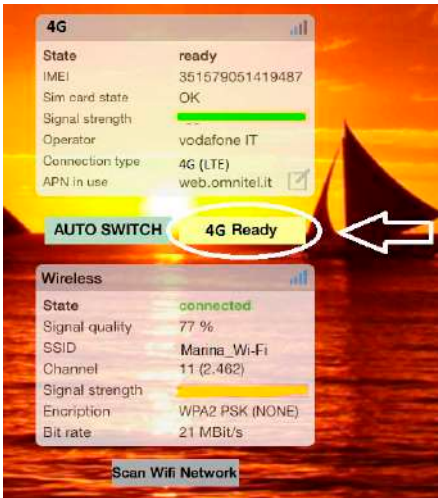 4G
State ready
IMEI 351579051419487
Sim card state OK
Signal strength
Operator vodafone IT
Connection type 4G (LTE)
APN in use web.omnitel.it
AUTO SWITCH 4G Ready
Wireless
State connected
Signal quality 77 %
SSID Marina_Wi-Fi
Channel 11 (2.462)
Signal strength
Encription WPA2 PSK (NONE)
Bit rate 21 MBit/s
Scan Wifi Network